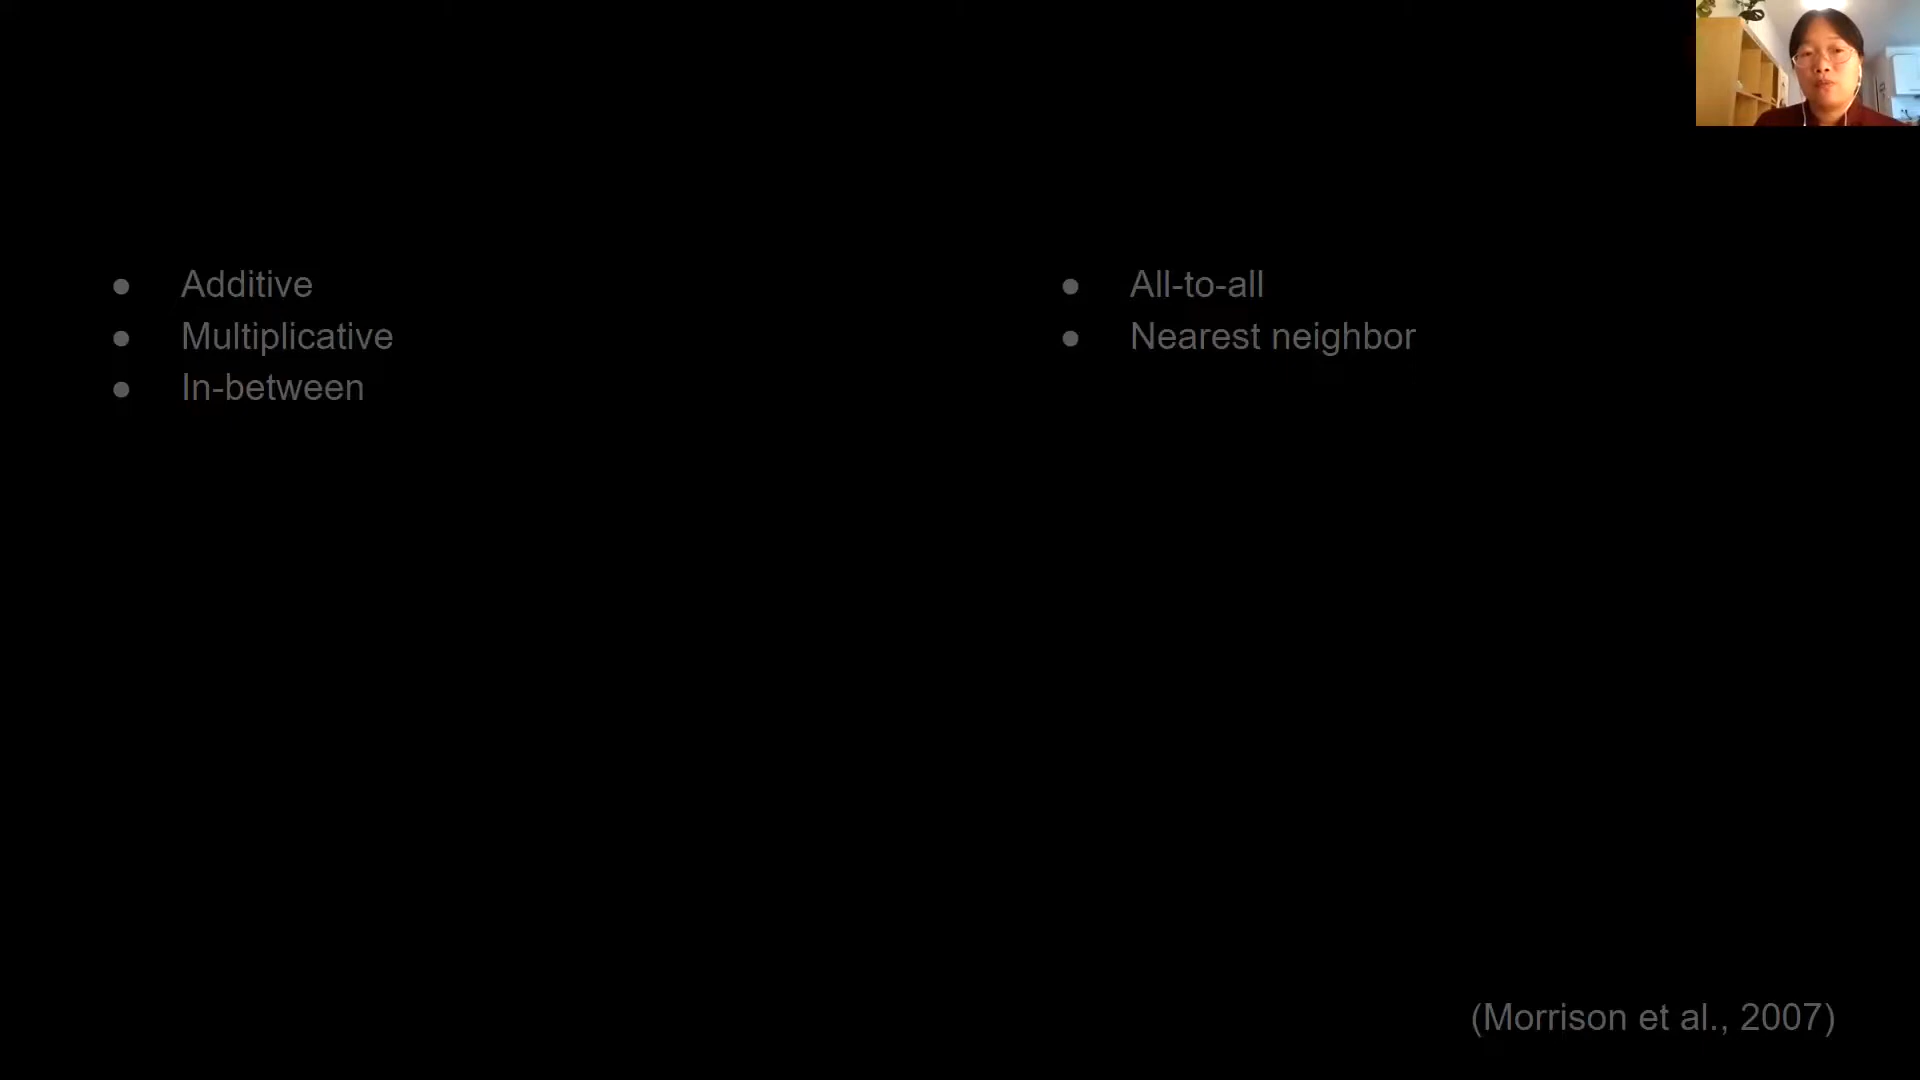 ● Additive
● Multiplicative
● In-between
● All-to-all
● Nearest neighbor
(Morrison et al., 2007)